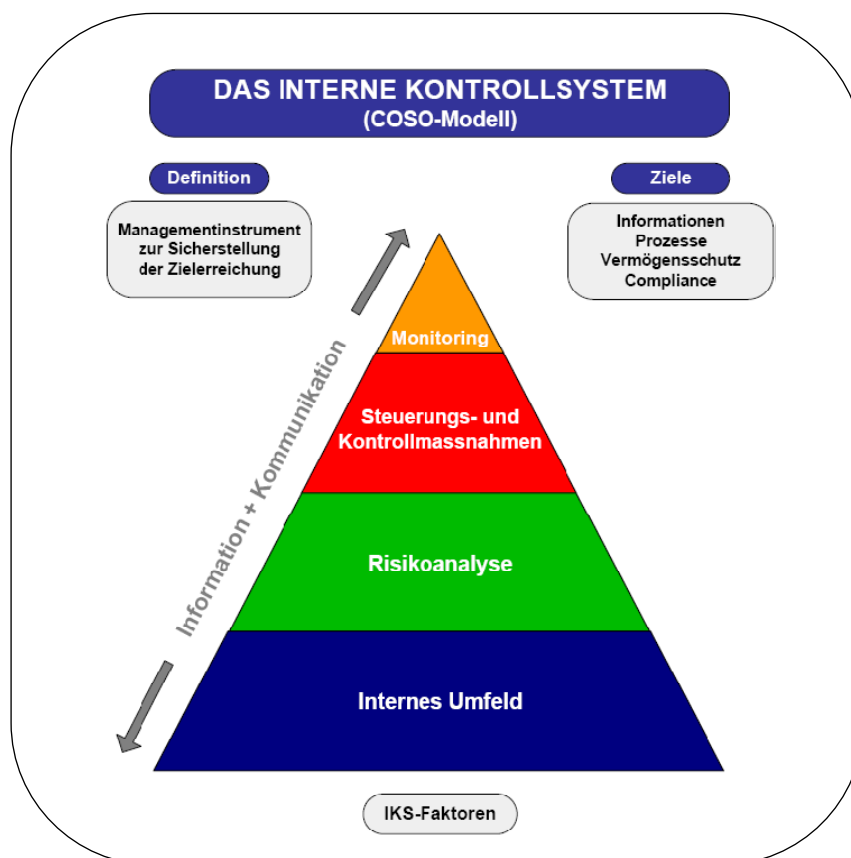 DAS INTERNE KONTROLLSYSTEM
(COSO-Modell)
Definition
Managementinstrument
zur Sicherstellung
der Zielerreichung
Ziele
Informationen
Prozesse
Vermögensschutz
Compliance
Information + Kommunikation
Monitoring
Steuerungs- und
Kontrollmassnahmen
Risikoanalyse
Internes Umfeld
IKS-Faktoren